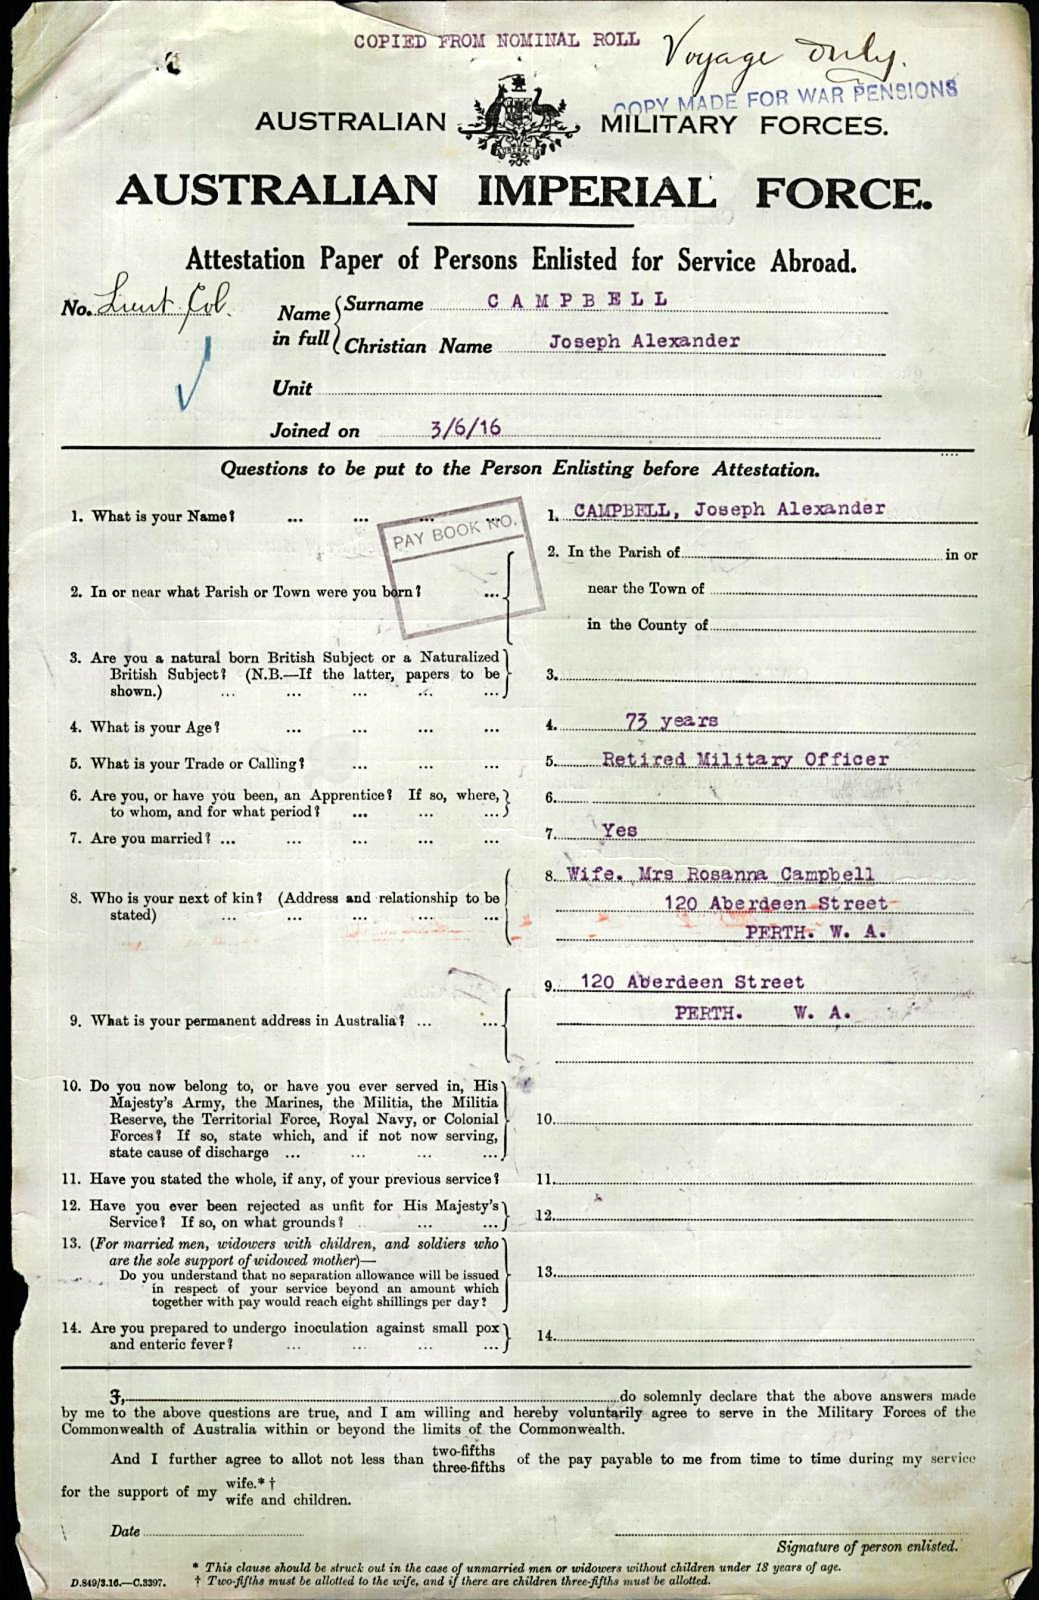 COPIED FROM NOMINAL ROLL
Voyage only.
COPY MADE FOR WAR PENSIONS
AUSTRALIAN MILITARY FORCES.
AUSTRALIA
AUSTRALIAN IMPERIAL FORCE.
Attestation Paper of Persons Enlisted for Service Abroad.
No. Lieut. Col.
Name in full { Surname CAMPBELL
Christian Name Joseph Alexander
Unit
Joined on 3/6/16
Questions to be put to the Person Enlisting before Attestation.
1. What is your Name? ... ... ... ... 1. CAMPBELL, Joseph Alexander
PAY BOOK NO.
2. In or near what Parish or Town were you born? ... 2. In the Parish of in or
near the Town of
in the County of
3. Are you a natural born British Subject or a Naturalized
British Subject? (N.B.—If the latter, papers to be
shown.) ... ... ... ... ... 3.
4. What is your Age? ... ... ... ... 4. 73 years
5. What is your Trade or Calling? ... ... ... 5. Retired Military Officer
6. Are you, or have you been, an Apprentice? If so, where,
to whom, and for what period? ... ... ... 6.
7. Are you married? ... ... ... ... ... 7. Yes
8. Who is your next of kin? (Address and relationship to be
stated) ... ... ... ... ... 8. Wife. Mrs Rosanna Campbell
120 Aberdeen Street
PERTH. W. A.
9. What is your permanent address in Australia? ... ... 9. 120 Aberdeen Street
PERTH. W. A.
10. Do you now belong to, or have you ever served in, His
Majesty's Army, the Marines, the Militia, the Militia
Reserve, the Territorial Force, Royal Navy, or Colonial
Forces? If so, state which, and if not now serving,
state cause of discharge ... ... ... ... 10.
11. Have you stated the whole, if any, of your previous service? 11.
12. Have you ever been rejected as unfit for His Majesty's
Service? If so, on what grounds? ... ... 12.
13. (For married men, widowers with children, and soldiers who
are the sole support of widowed mother)—
Do you understand that no separation allowance will be issued
in respect of your service beyond an amount which
together with pay would reach eight shillings per day? 13.
14. Are you prepared to undergo inoculation against small pox
and enteric fever? ... ... ... ... 14.
I, do solemnly declare that the above answers made
by me to the above questions are true, and I am willing and hereby voluntarily agree to serve in the Military Forces of the
Commonwealth of Australia within or beyond the limits of the Commonwealth.
And I further agree to allot not less than two-fifths three-fifths of the pay payable to me from time to time during my service
for the support of my wife.*† wife and children.
Date
Signature of person enlisted.
* This clause should be struck out in the case of unmarried men or widowers without children under 18 years of age.
D.849/3.16.—C.3397. † Two-fifths must be allotted to the wife, and if there are children three-fifths must be allotted.